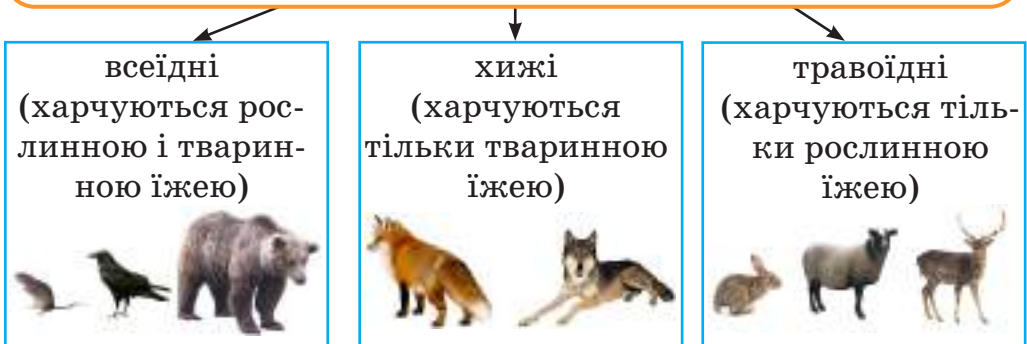 всеїдні
(харчуються рос-
линною і тварин-
ною їжею)
хижі
(харчуються
тільки тваринною
їжею)
травоїдні
(харчуються тіль-
ки рослинною
їжею)